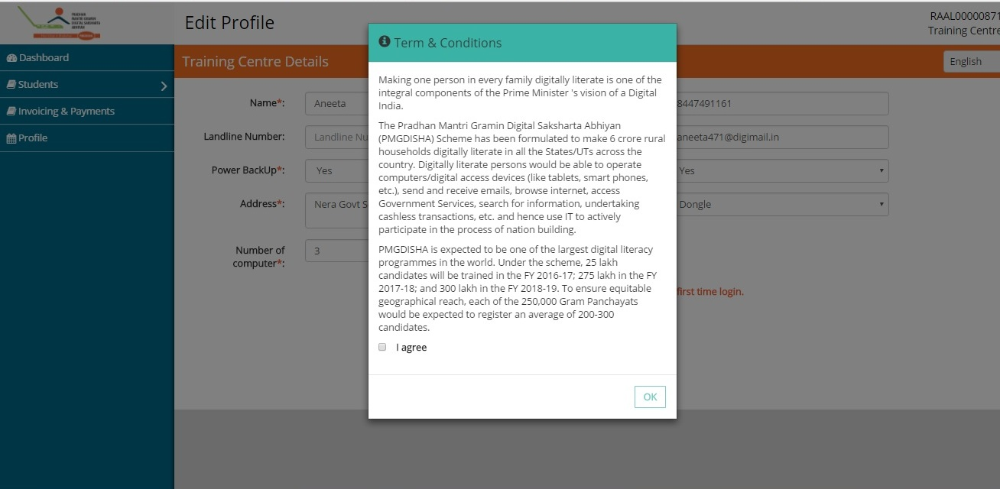 PRADHAN
MANTRI GRAMIN
DIGITAL SAKSHARTA
ABHIYAN
Edit Profile
RAAL00000871
Training Centre
Dashboard
Students
Invoicing & Payments
Profile
Training Centre Details
English
Name*:
Aneeta
8447491161
Landline Number:
Landline Nu
aneeta471@digimail.in
Power BackUp*:
Yes
Yes
Address*:
Nera Govt S
Dongle
Number of
computer*:
3
first time login.
Term & Conditions
Making one person in every family digitally literate is one of the
integral components of the Prime Minister 's vision of a Digital
India.
The Pradhan Mantri Gramin Digital Saksharta Abhiyan
(PMGDISHA) Scheme has been formulated to make 6 crore rural
households digitally literate in all the States/UTs across the
country. Digitally literate persons would be able to operate
computers/digital access devices (like tablets, smart phones,
etc.), send and receive emails, browse internet, access
Government Services, search for information, undertaking
cashless transactions, etc. and hence use IT to actively
participate in the process of nation building.
PMGDISHA is expected to be one of the largest digital literacy
programmes in the world. Under the scheme, 25 lakh
candidates will be trained in the FY 2016-17; 275 lakh in the FY
2017-18; and 300 lakh in the FY 2018-19. To ensure equitable
geographical reach, each of the 250,000 Gram Panchayats
would be expected to register an average of 200-300
candidates.
I agree
OK